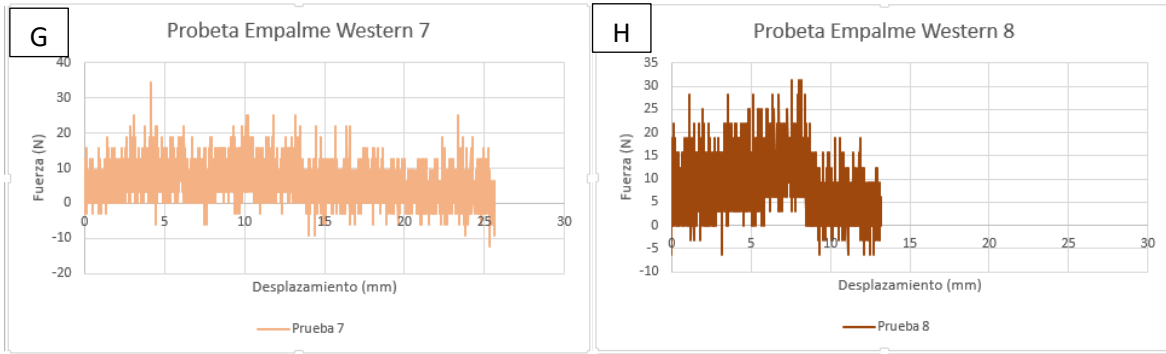 G
Probeta Empalme Western 7
Fuerza (N)
40
30
20
10
0
-10
-20
0 5 10 15 20 25 30
Desplazamiento (mm)
Prueba 7
H
Probeta Empalme Western 8
Fuerza (N)
35
30
25
20
15
10
5
0
-5
-10
0 5 10 15 20 25 30
Desplazamiento (mm)
Prueba 8